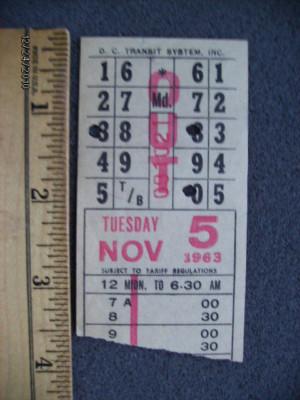 D. C. TRANSIT SYSTEM, INC.
1 6 * 6 1
2 7 Md. 7 2
3 8 8 3
4 9 9 4
5 T/B 0 5
OUT
TUESDAY
NOV 5
1963
SUBJECT TO TARIFF REGULATIONS
12 MDN. TO 6-30 AM
7 A 00
8 30
9 00
30
1
2
3
4